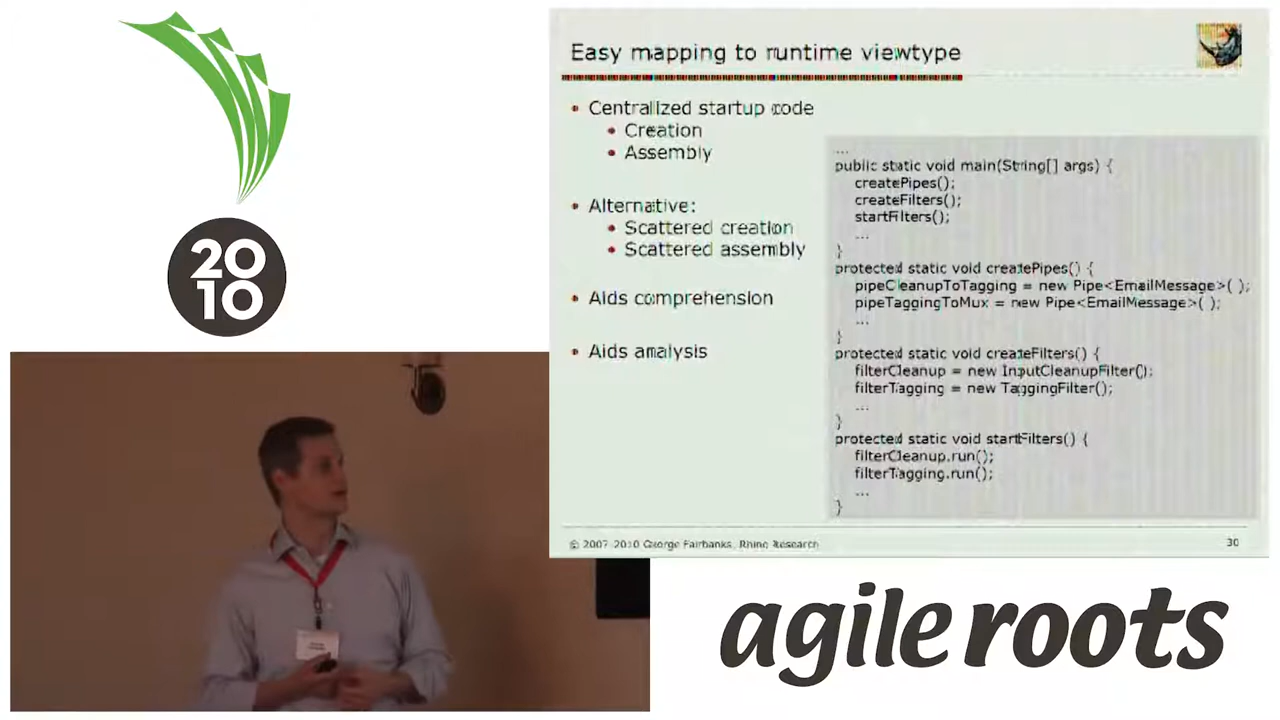 20
10
Easy mapping to runtime viewtype
Centralized startup code
Creation
Assembly
Alternative:
Scattered creation
Scattered assembly
Aids comprehension
Aids analysis
...
public static void main(String[] args) {
createPipes();
createFilters();
startFilters();
...
}
protected static void createPipes() {
pipeCleanupToTagging = new Pipe<EmailMessage>( );
pipeTaggingToMux = new Pipe<EmailMessage>( );
...
}
protected static void createFilters() {
filterCleanup = new InputCleanupFilter();
filterTagging = new TaggingFilter();
...
}
protected static void startFilters() {
filterCleanup.run();
filterTagging.run();
...
}
© 2007-2010 George Fairbanks, Rhino Research
30
agile roots